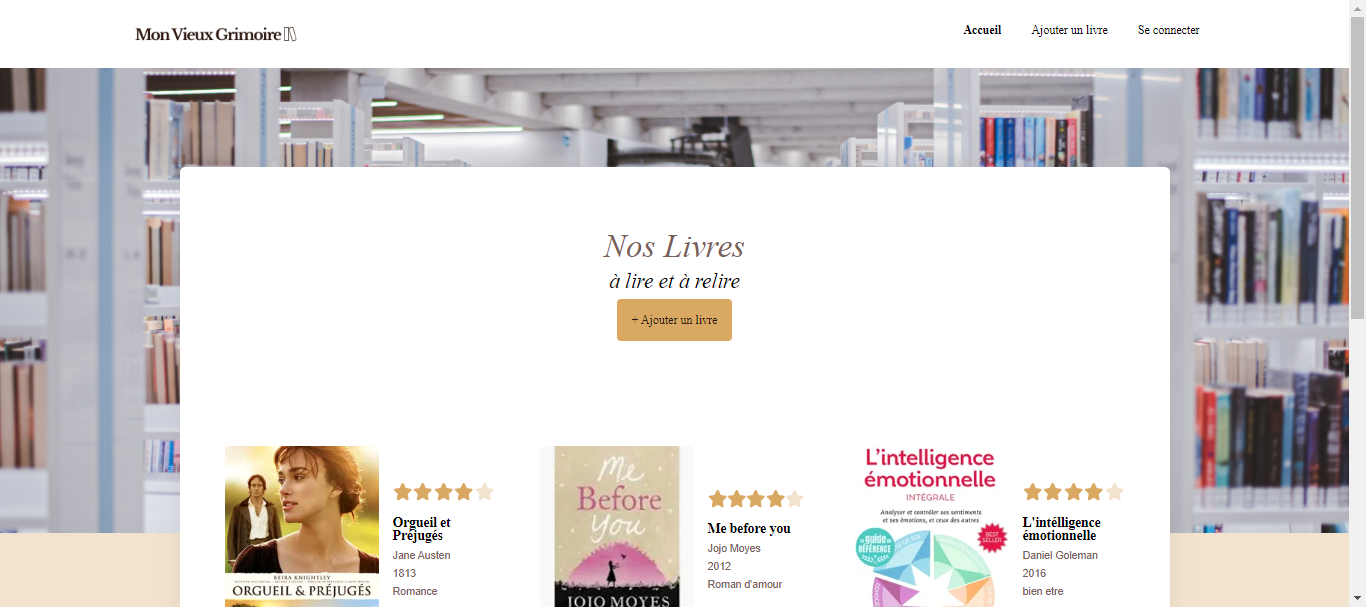 Mon Vieux Grimoire
Accueil
Ajouter un livre
Se connecter
Nos Livres
à lire et à relire
+ Ajouter un livre
KEIRA KNIGHTLEY
ORGUEIL & PRÉJUGÉS
Orgueil et
Préjugés
Jane Austen
1813
Romance
Me
Before
You
JOJO MOYES
Me before you
Jojo Moyes
2012
Roman d'amour
L'intelligence
émotionnelle
INTÉGRALE
Analyser et contrôler ses sentiments
et ses émotions, et ceux des autres
le guide de
RÉFÉRENCE
BEST
SELLER
L'intélligence
émotionnelle
Daniel Goleman
2016
bien etre